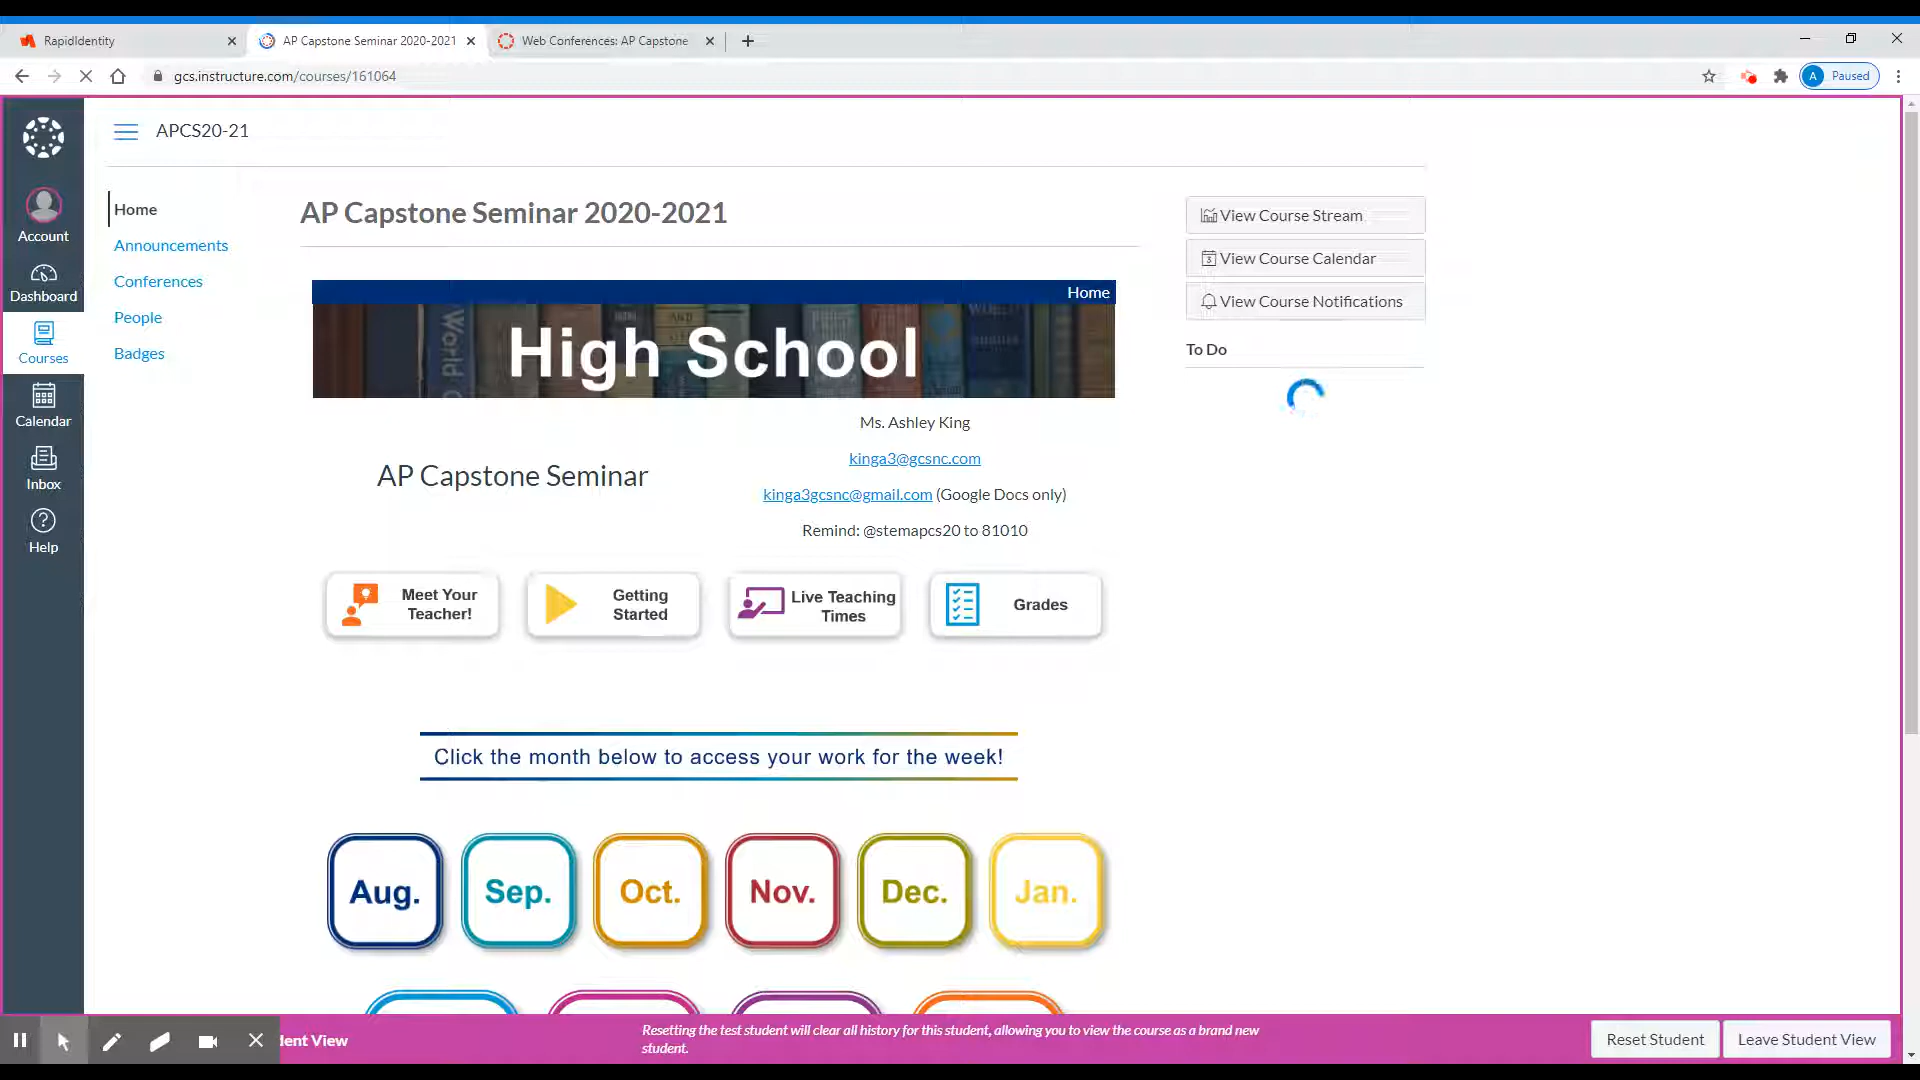 RapidIdentity
AP Capstone Seminar 2020-2021
Web Conferences: AP Capstone
gcs.instructure.com/courses/161064
A Paused
APCS20-21
Account
Dashboard
Courses
Calendar
Inbox
Help
Home
Announcements
Conferences
People
Badges
AP Capstone Seminar 2020-2021
Home
High School
AP Capstone Seminar
Ms. Ashley King
kinga3@gcsnc.com
kinga3gcsnc@gmail.com (Google Docs only)
Remind: @stemapcs20 to 81010
Meet Your
Teacher!
Getting
Started
Live Teaching
Times
Grades
Click the month below to access your work for the week!
Aug.
Sep.
Oct.
Nov.
Dec.
Jan.
View Course Stream
View Course Calendar
View Course Notifications
To Do
dent View
Resetting the test student will clear all history for this student, allowing you to view the course as a brand new
student.
Reset Student
Leave Student View